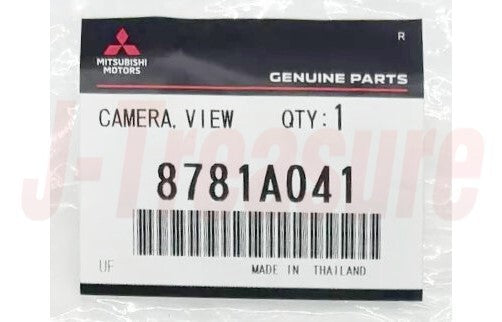 R
MITSUBISHI
MOTORS
GENUINE PARTS
CAMERA, VIEW QTY: 1
8781A041
J-Treasure
UF
MADE IN THAILAND